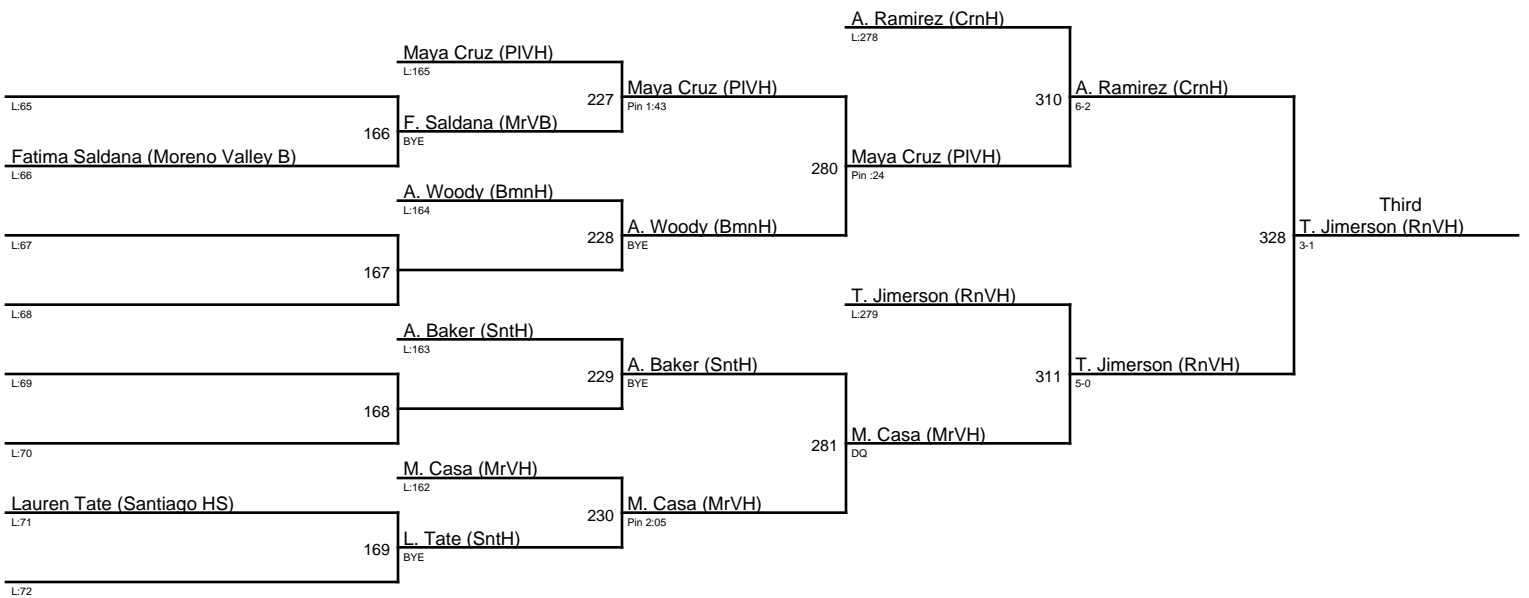 A. Ramirez (CrnH)
L:278
Maya Cruz (PlVH)
L:165
227
Maya Cruz (PlVH)
Pin 1:43
310
A. Ramirez (CrnH)
6-2
L:65
166
F. Saldana (MrVB)
BYE
Fatima Saldana (Moreno Valley B)
L:66
280
Maya Cruz (PlVH)
Pin :24
A. Woody (BmnH)
L:164
228
A. Woody (BmnH)
BYE
Third
328
T. Jimerson (RnVH)
3-1
L:67
167
L:68
T. Jimerson (RnVH)
L:279
A. Baker (SntH)
L:163
229
A. Baker (SntH)
BYE
311
T. Jimerson (RnVH)
5-0
L:69
168
L:70
281
M. Casa (MrVH)
DQ
M. Casa (MrVH)
L:162
Lauren Tate (Santiago HS)
L:71
230
M. Casa (MrVH)
Pin 2:05
169
L. Tate (SntH)
BYE
L:72